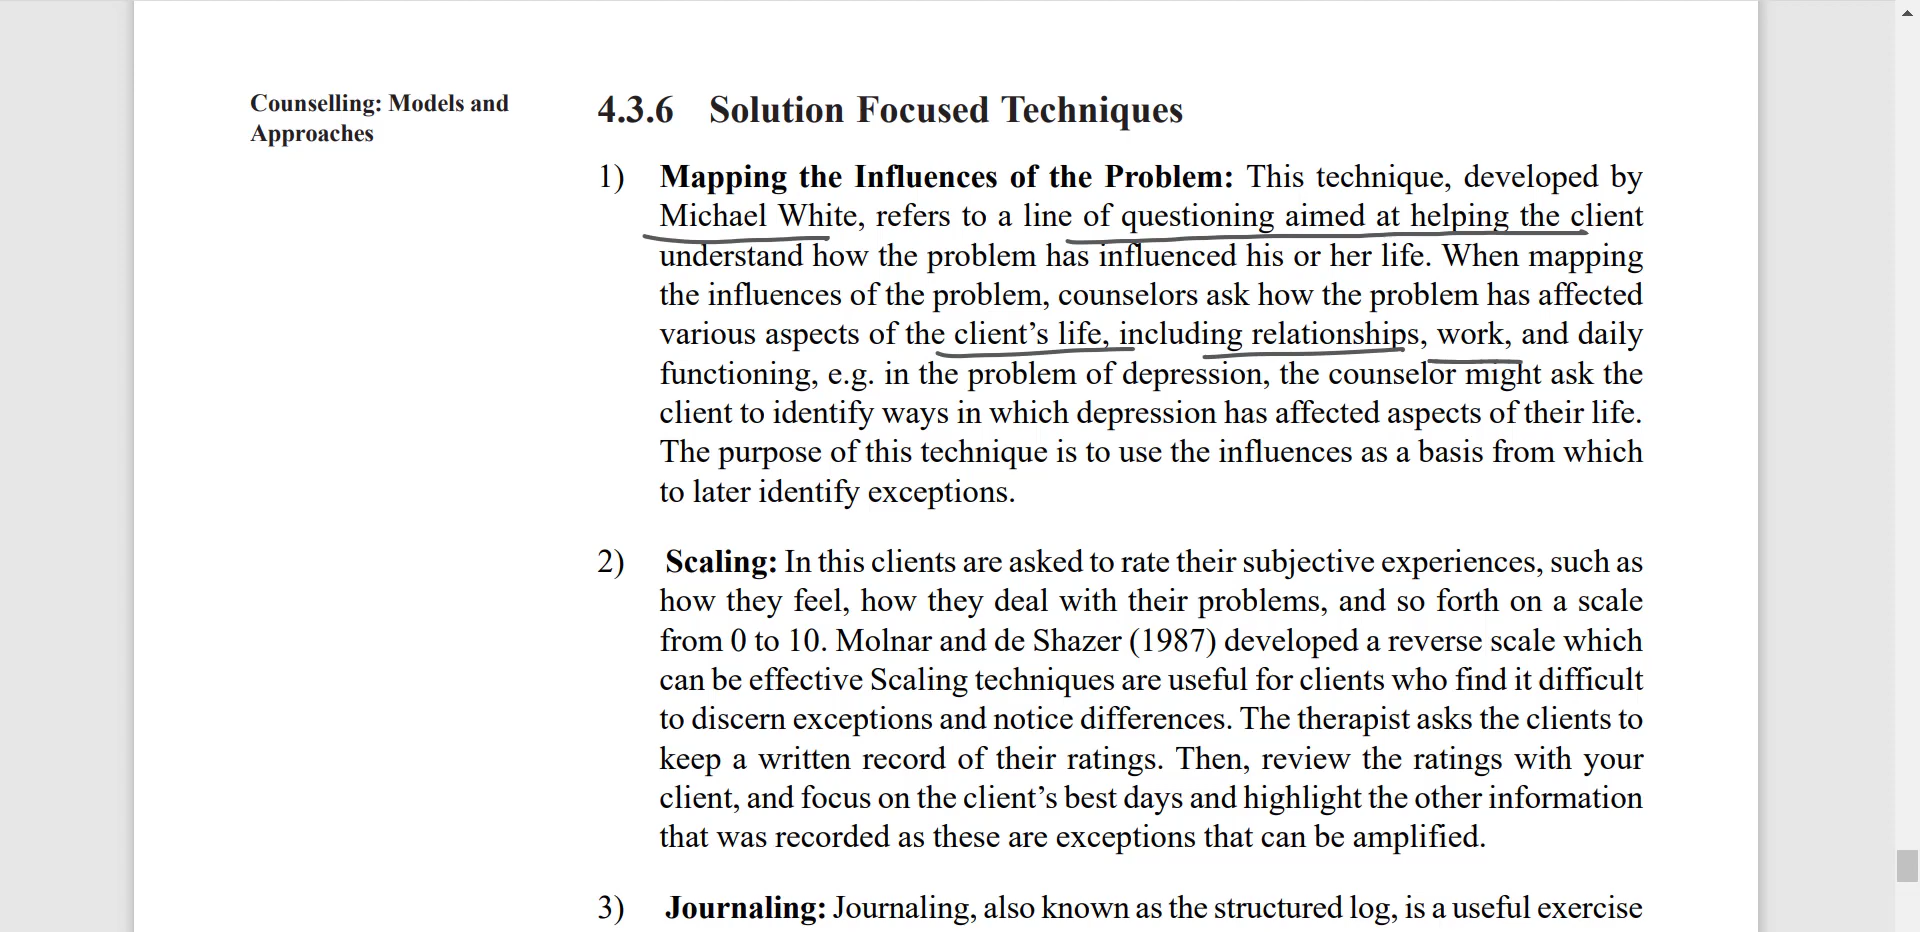 Counselling: Models and
Approaches
4.3.6 Solution Focused Techniques
1) Mapping the Influences of the Problem: This technique, developed by
Michael White, refers to a line of questioning aimed at helping the client
understand how the problem has influenced his or her life. When mapping
the influences of the problem, counselors ask how the problem has affected
various aspects of the client’s life, including relationships, work, and daily
functioning, e.g. in the problem of depression, the counselor might ask the
client to identify ways in which depression has affected aspects of their life.
The purpose of this technique is to use the influences as a basis from which
to later identify exceptions.
2) Scaling: In this clients are asked to rate their subjective experiences, such as
how they feel, how they deal with their problems, and so forth on a scale
from 0 to 10. Molnar and de Shazer (1987) developed a reverse scale which
can be effective Scaling techniques are useful for clients who find it difficult
to discern exceptions and notice differences. The therapist asks the clients to
keep a written record of their ratings. Then, review the ratings with your
client, and focus on the client’s best days and highlight the other information
that was recorded as these are exceptions that can be amplified.
3) Journaling: Journaling, also known as the structured log, is a useful exercise